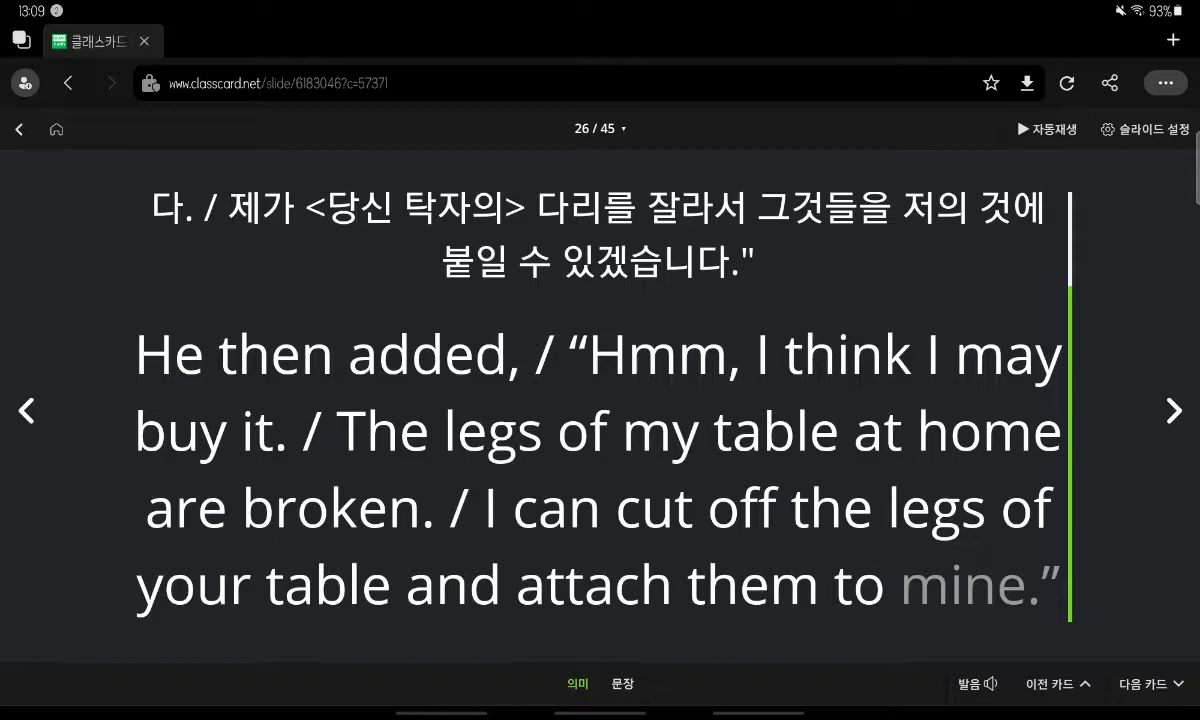 13:09 2
93%
클래스카드
www.classcard.net/slide/6183046?c=57371
26 / 45
자동재생
슬라이드 설정
다. / 제가 <당신 탁자의> 다리를 잘라서 그것들을 저의 것에
붙일 수 있겠습니다."
He then added, / “Hmm, I think I may
buy it. / The legs of my table at home
are broken. / I can cut off the legs of
your table and attach them to mine.”
의미 문장
발음 이전 카드 다음 카드